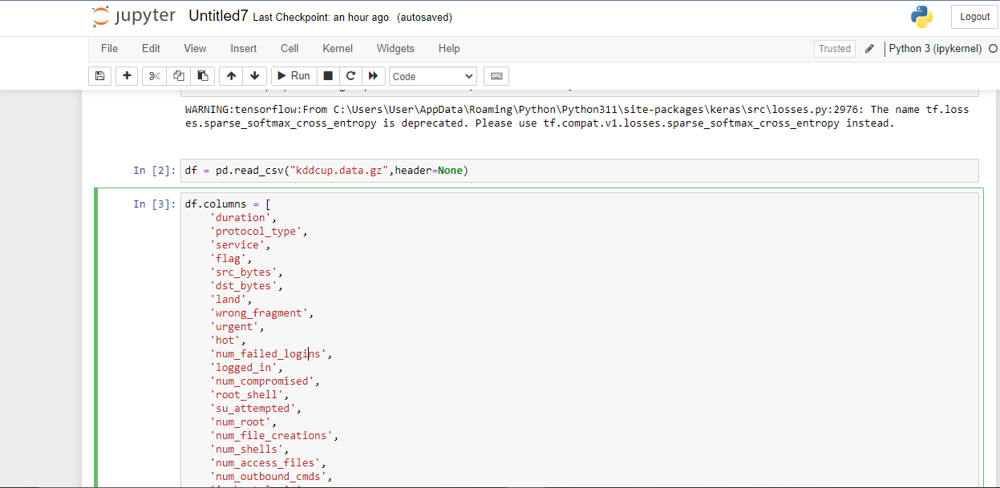 jupyter Untitled7 Last Checkpoint: an hour ago (autosaved) Logout
File Edit View Insert Cell Kernel Widgets Help Trusted Python 3 (ipykernel)
Run Code
WARNING:tensorflow:From C:\Users\User\AppData\Roaming\Python\Python311\site-packages\keras\src\losses.py:2976: The name tf.loss
es.sparse_softmax_cross_entropy is deprecated. Please use tf.compat.v1.losses.sparse_softmax_cross_entropy instead.
In [2]: df = pd.read_csv("kddcup.data.gz",header=None)
In [3]: df.columns = [
'duration',
'protocol_type',
'service',
'flag',
'src_bytes',
'dst_bytes',
'land',
'wrong_fragment',
'urgent',
'hot',
'num_failed_logins',
'logged_in',
'num_compromised',
'root_shell',
'su_attempted',
'num_root',
'num_file_creations',
'num_shells',
'num_access_files',
'num_outbound_cmds',